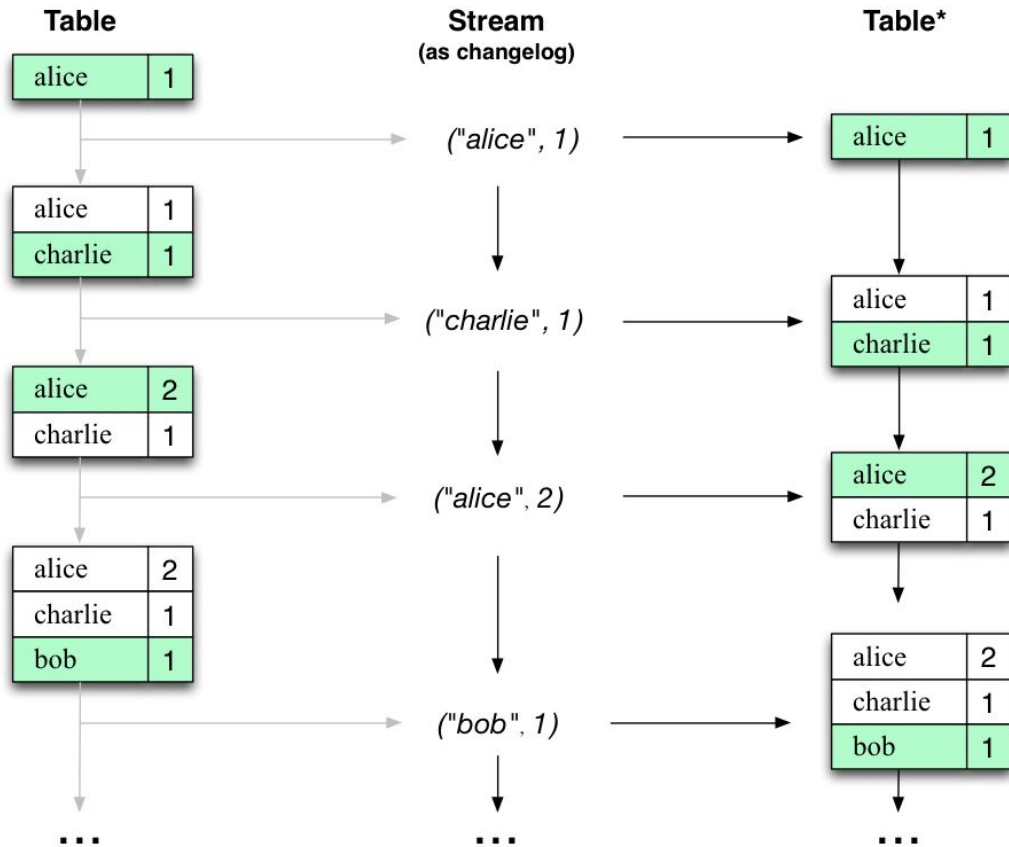 Table Stream Table*
(as changelog)
alice 1
("alice", 1) alice 1
alice 1
charlie 1
alice 1
("charlie", 1)
charlie 1
alice 2
charlie 1
alice 2
("alice", 2)
charlie 1
alice 2
charlie 1
bob 1
alice 2
charlie 1
("bob", 1)
bob 1
... ... ...